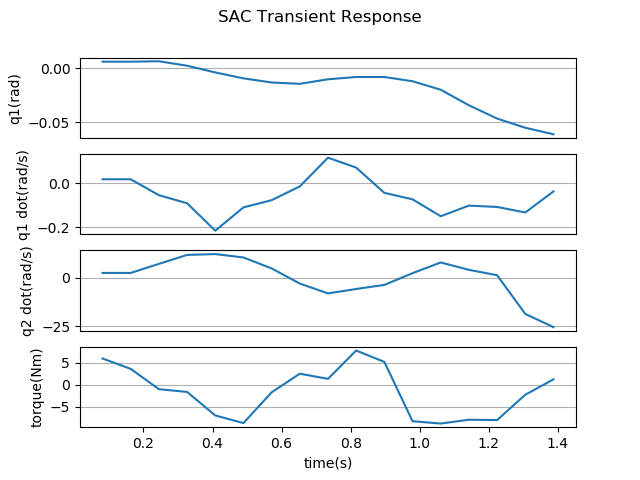 SAC Transient Response
0.00
−0.05
q1(rad)
0.0
−0.2
q1 dot(rad/s)
0
−25
q2 dot(rad/s)
5
0
−5
torque(Nm)
0.2 0.4 0.6 0.8 1.0 1.2 1.4
time(s)